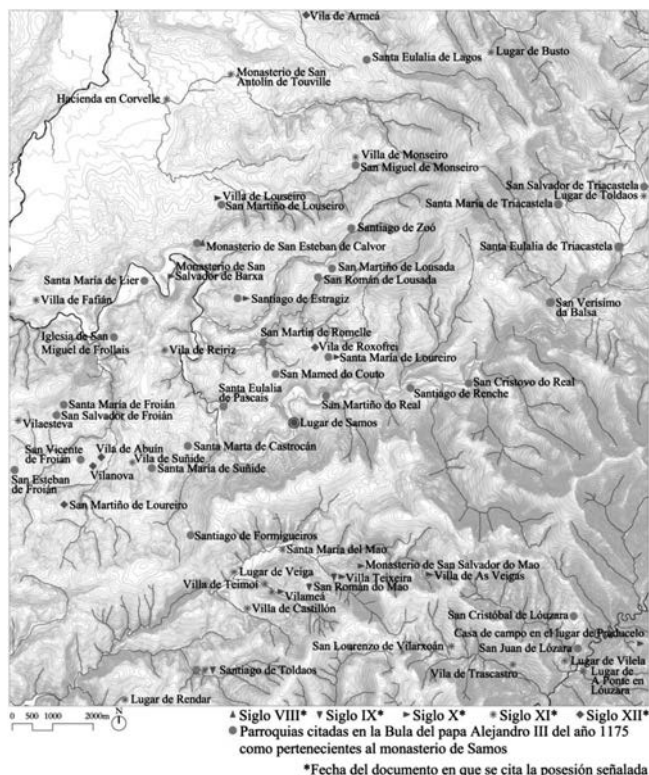 Vila de Armeá
Santa Eulalia de Lagos
Lugar de Busto
Monasterio de San
Antolín de Touville
Hacienda en Corvelle
Villa de Monseiro
San Miguel de Monseiro
San Salvador de Triacastela
Lugar de Toldaos
Villa de Louseiro
San Martiño de Louseiro
Santa María de Triacastela
Santiago de Zoó
Monasterio de San Esteban de Calvor
Santa Eulalia de Triacastela
Monasterio de San
Salvador de Barxa
Santa María de Eier
San Martiño de Lousada
San Román de Lousada
Villa de Fafián
Santiago de Estragiz
San Verísimo
da Balsa
Iglesia de San
Miguel de Frollais
Vila de Reiriz
San Martín de Romelle
Vila de Roxofrei
Santa María de Loureiro
San Mamed do Couto
San Cristovo do Real
Santiago de Renche
Santa Eulalia
de Pascais
San Martiño do Real
Santa María de Froián
San Salvador de Froián
Vilaesteva
Lugar de Samos
San Vicente
de Froián
Vila de Abuín
Vila de Suñide
Santa Marta de Castrocán
Vilanova
Santa María de Suñide
San Esteban
de Froián
San Martiño de Loureiro
Santiago de Formigueiros
Santa María del Mao
Lugar de Veiga
Monasterio de San Salvador do Mao
Villa Teixeira
Villa de As Veigas
Villa de Teimoi
San Román do Mao
Vilameá
Villa de Castillón
San Cristóbal de Lóuzara
Casa de campo en el lugar de Praducelo
San Lourenzo de Vilarxoán
San Juan de Lózara
Lugar de Vilela
Santiago de Toldaos
Vila de Trascastro
Lugar de
A Ponte en
Lóuzara
Lugar de Rendar
0 500 1000 2000m
N
Siglo VIII* Siglo IX* Siglo X* Siglo XI* Siglo XII*
Parroquias citadas en la Bula del papa Alejandro III del año 1175
como pertenecientes al monasterio de Samos
*Fecha del documento en que se cita la posesión señalada